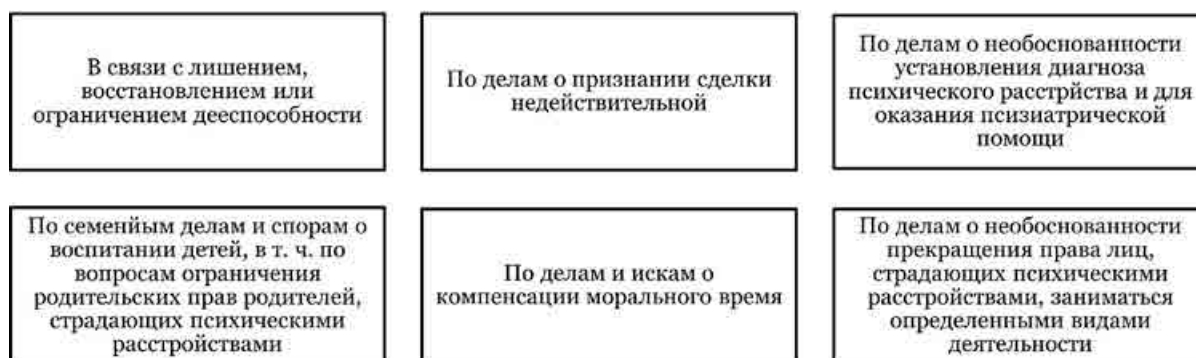 В связи с лишением,
восстановлением или
ограничением дееспособности
По делам о признании сделки
недействительной
По делам о необоснованности
установления диагноза
психического расстрйства и для
оказания псизиатрической
помощи
По семенйым делам и спорам о
воспитании детей, в т. ч. по
вопросам ограничения
родительских прав родителей,
страдающих психическими
расстройствами
По делам и искам о
компенсации морального время
По делам о необоснованности
прекращения права лиц,
страдающих психическими
расстройствами, заниматься
определенными видами
деятельности